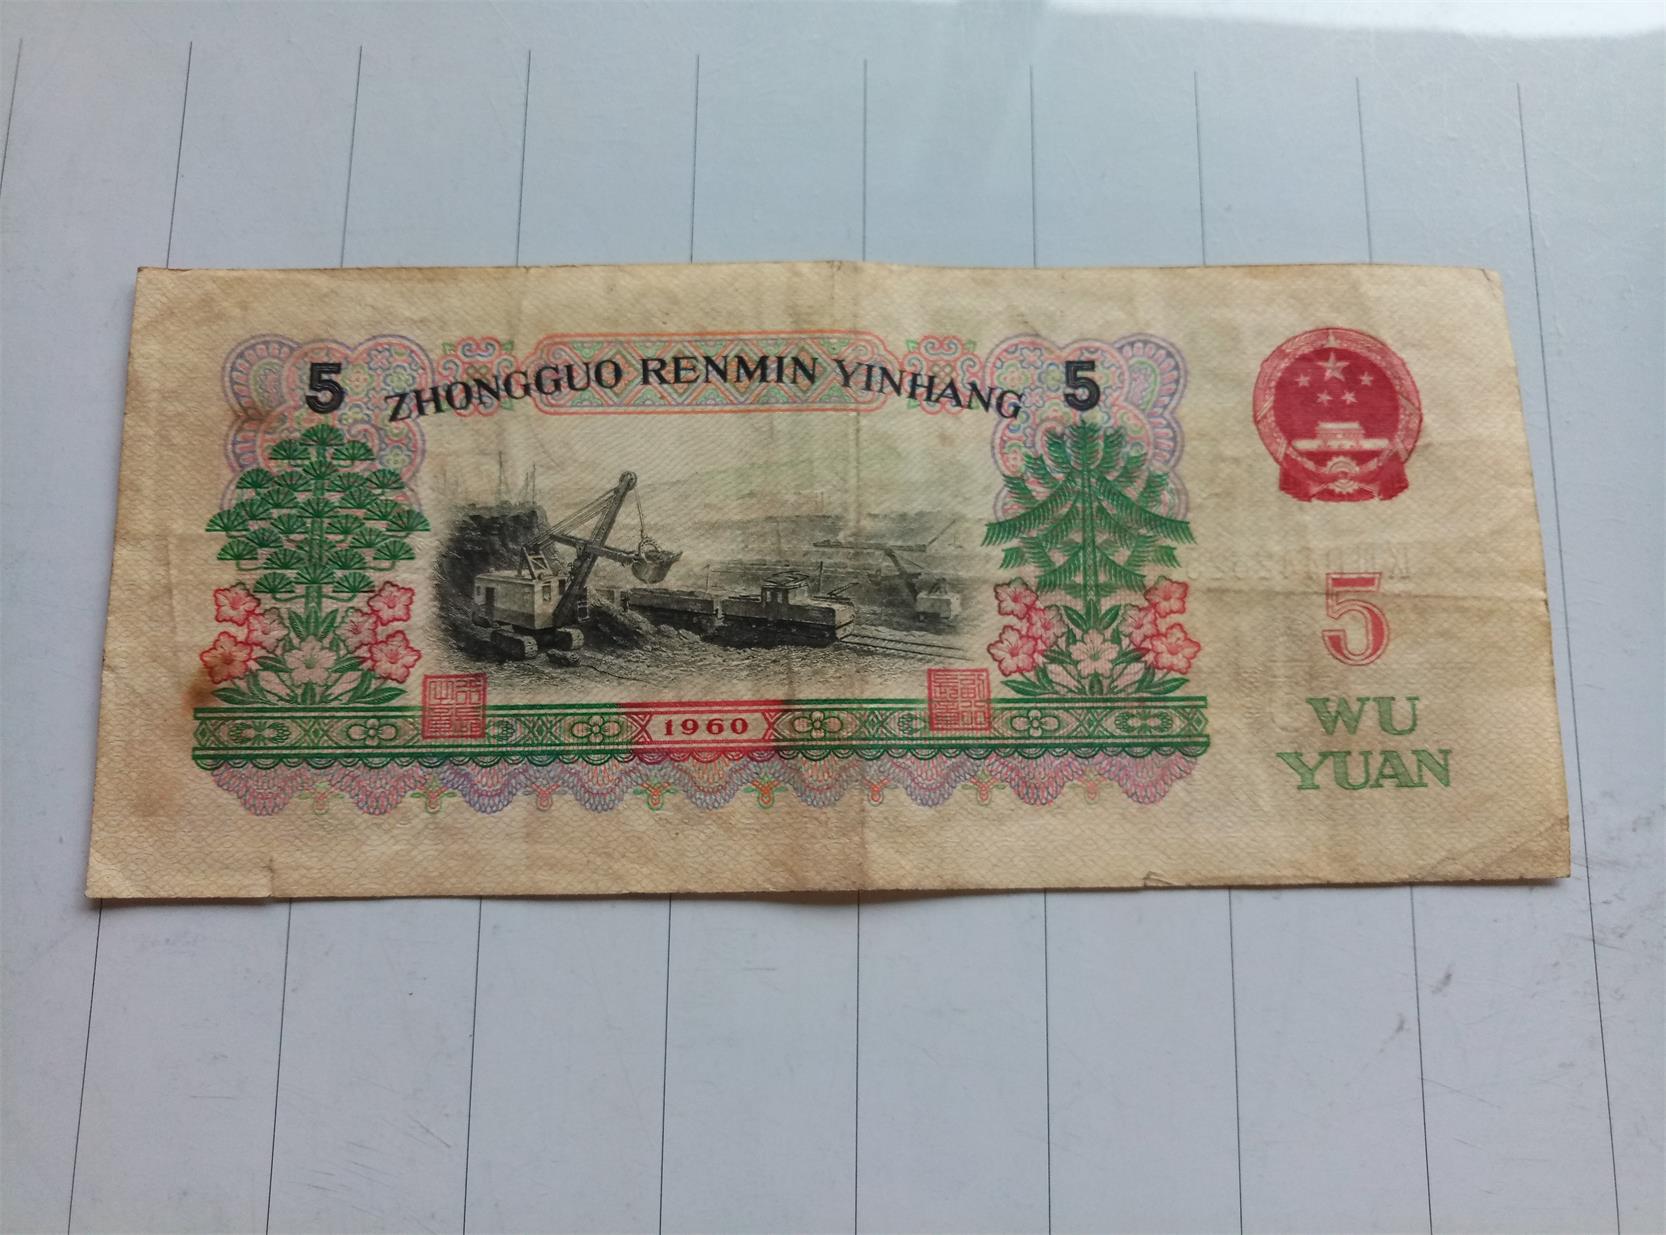 5 ZHONGGUO RENMIN YINHANG 5
5
1960
WU
YUAN